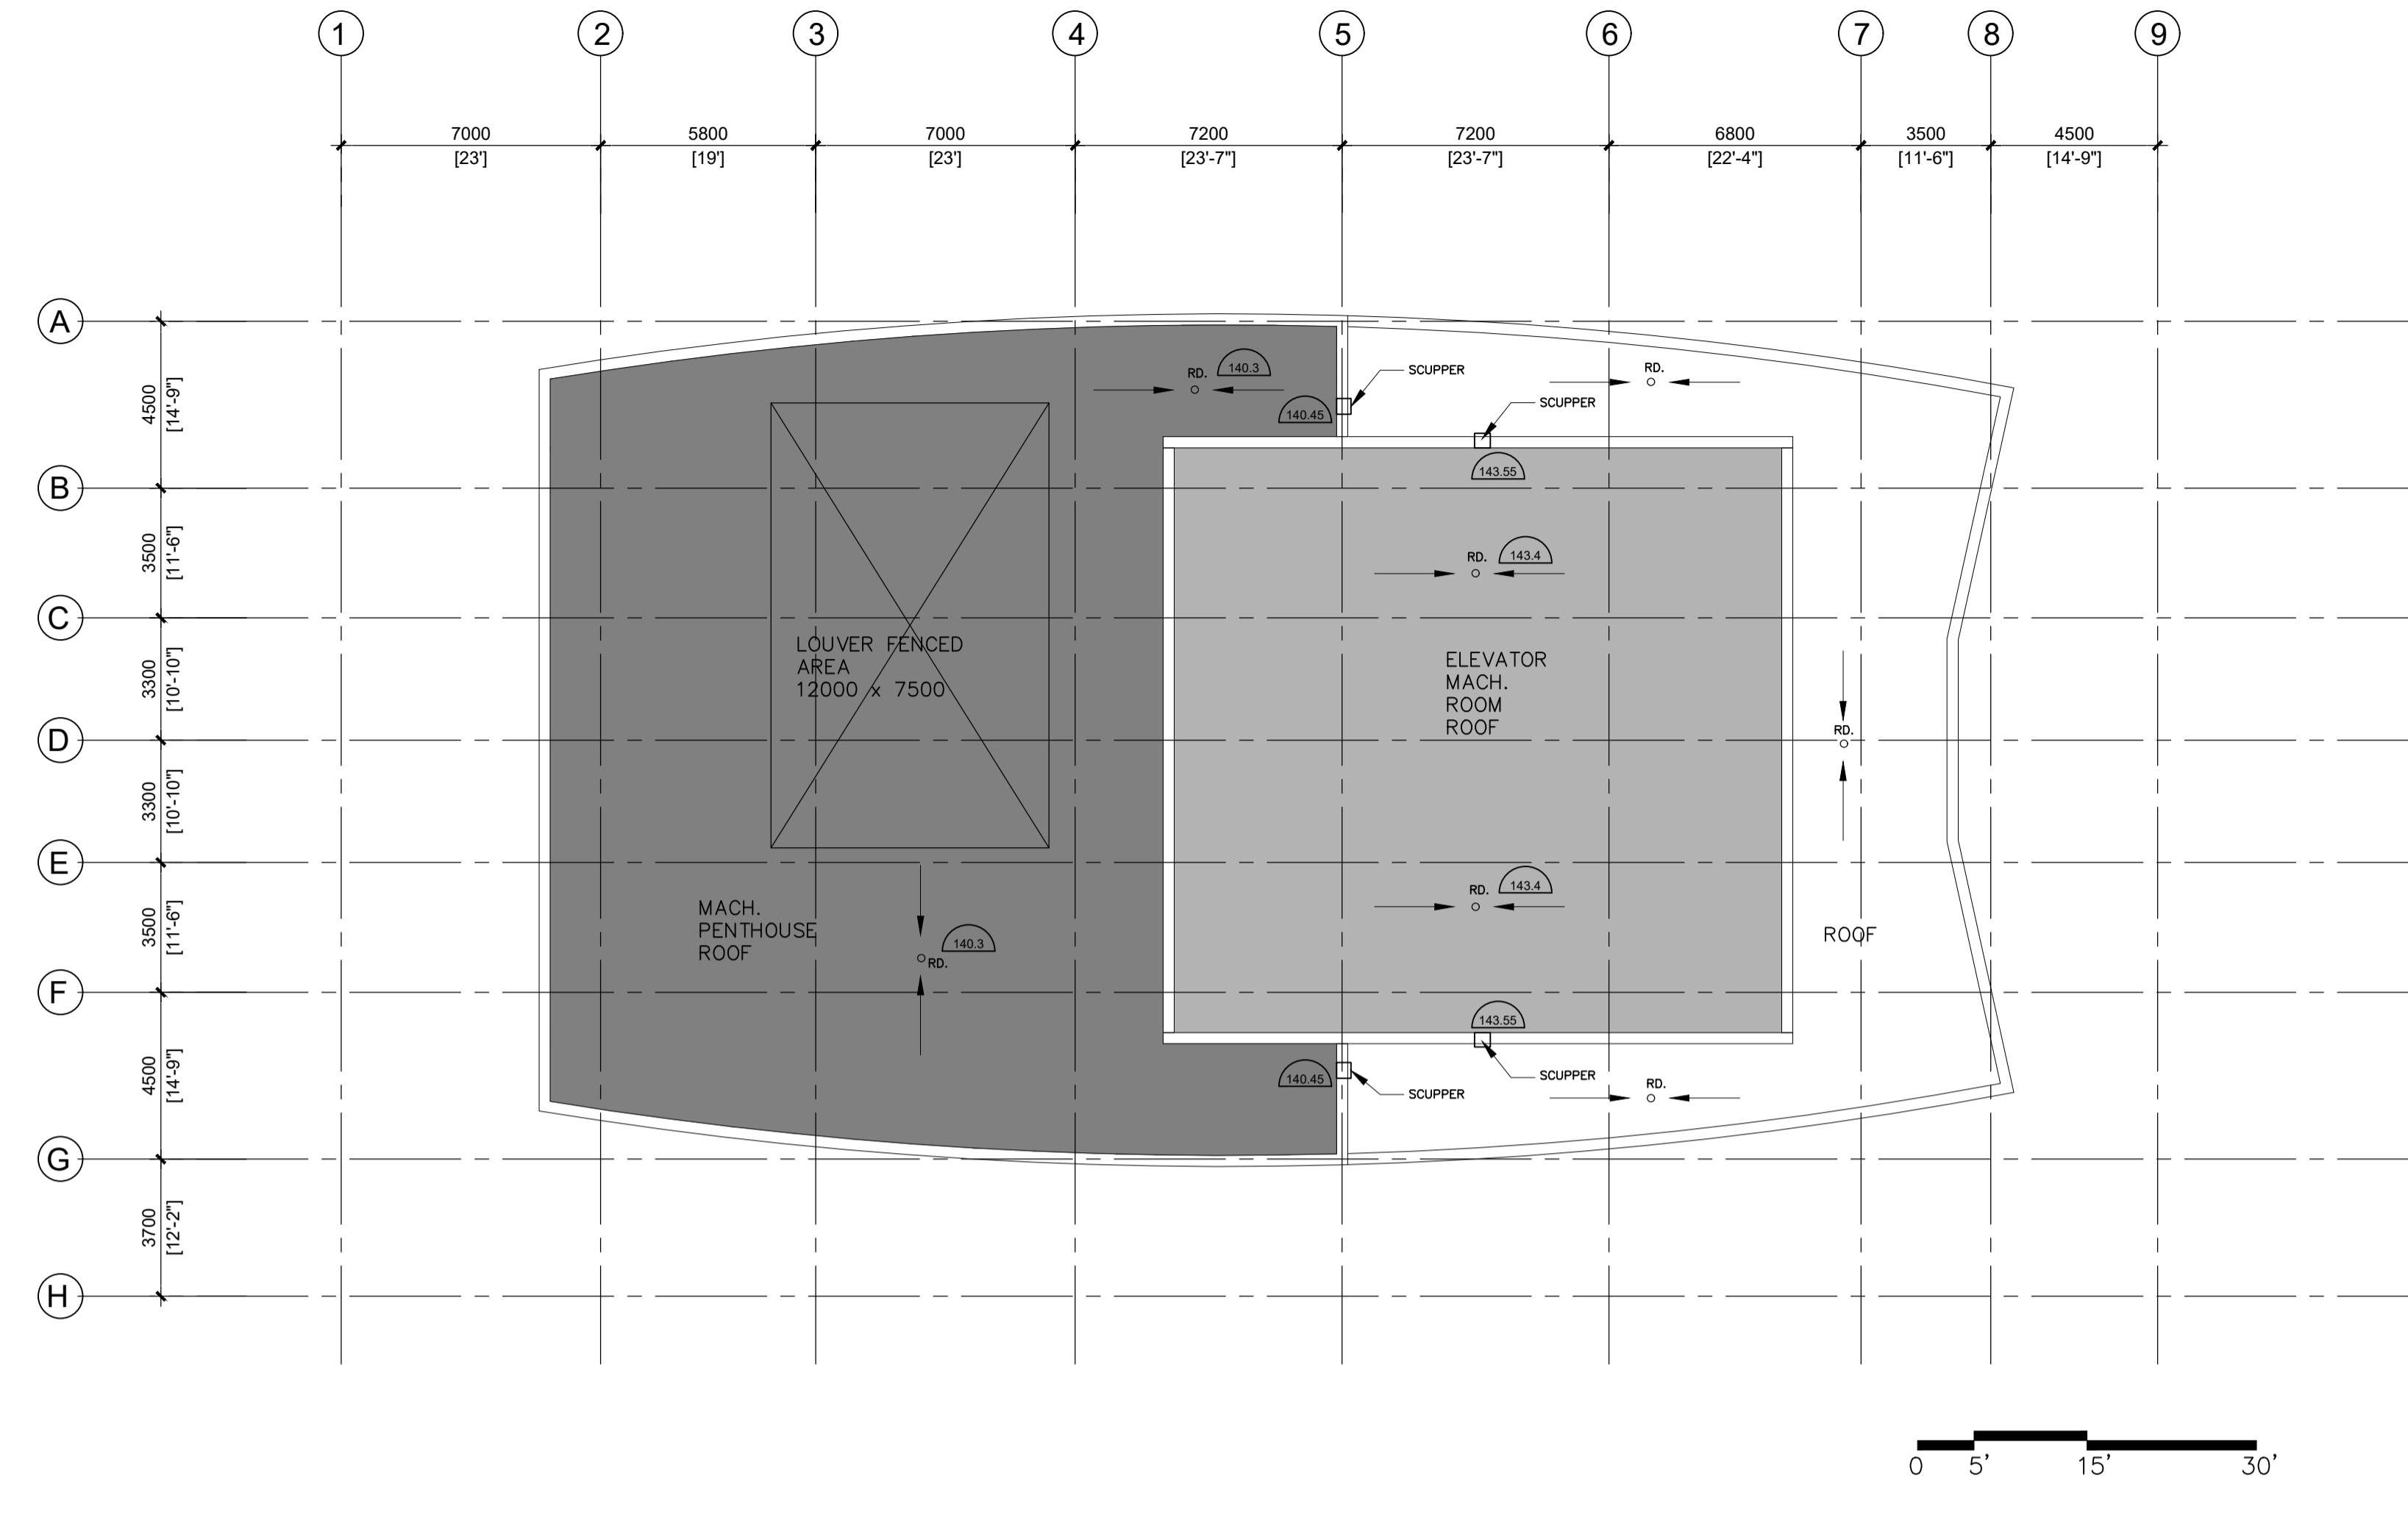 1 2 3 4 5 6 7 8 9
7000 5800 7000 7200 7200 6800 3500 4500
[23'] [19'] [23'] [23'-7"] [23'-7"] [22'-4"] [11'-6"] [14'-9"]
A
4500
[14'-9"]
B
3500
[11'-6"]
C
3300
[10'-10"]
D
3300
[10'-10"]
E
3500
[11'-6"]
F
4500
[14'-9"]
G
3700
[12'-2"]
H
RD.
140.3
140.45
SCUPPER
SCUPPER
RD.
143.55
RD.
143.4
LOUVER FENCED
AREA
12000 x 7500
ELEVATOR
MACH.
ROOM
ROOF
RD.
RD.
143.4
MACH.
PENTHOUSE
ROOF
140.3
RD.
ROOF
143.55
140.45
SCUPPER
SCUPPER
RD.
0 5' 15' 30'